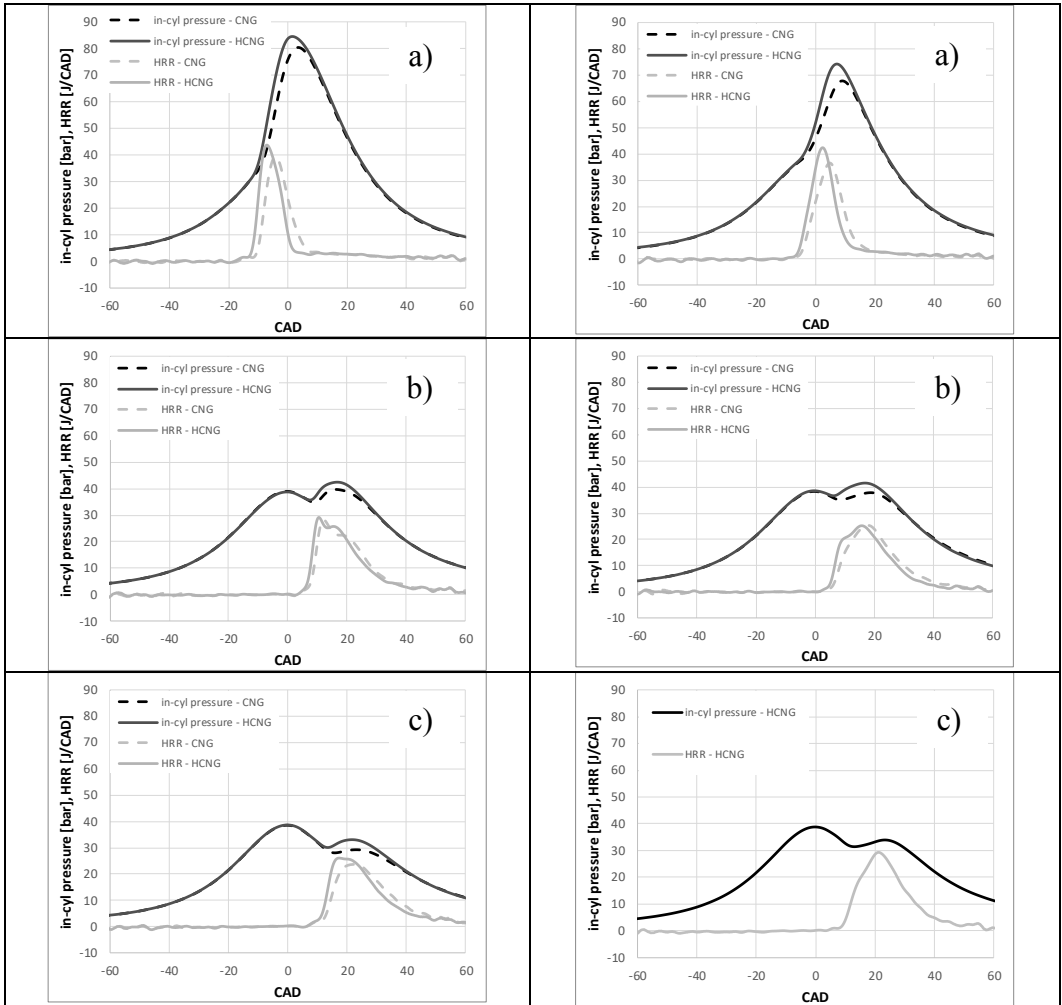 90
80
70
60
50
40
30
20
10
0
-10
in-cyl pressure [bar], HRR [J/CAD]
in-cyl pressure - CNG
in-cyl pressure - HCNG
HRR - CNG
HRR - HCNG
a)
-60 -40 -20 0 20 40 60
CAD
90
80
70
60
50
40
30
20
10
0
-10
in-cyl pressure [bar], HRR [J/CAD]
in-cyl pressure - CNG
in-cyl pressure - HCNG
HRR - CNG
HRR - HCNG
a)
-60 -40 -20 0 20 40 60
CAD
90
80
70
60
50
40
30
20
10
0
-10
in-cyl pressure [bar], HRR [J/CAD]
in-cyl pressure - CNG
in-cyl pressure - HCNG
HRR - CNG
HRR - HCNG
b)
-60 -40 -20 0 20 40 60
CAD
90
80
70
60
50
40
30
20
10
0
-10
in-cyl pressure [bar], HRR [J/CAD]
in-cyl pressure - CNG
in-cyl pressure - HCNG
HRR - CNG
HRR - HCNG
b)
-60 -40 -20 0 20 40 60
CAD
90
80
70
60
50
40
30
20
10
0
-10
in-cyl pressure [bar], HRR [J/CAD]
in-cyl pressure - CNG
in-cyl pressure - HCNG
HRR - CNG
HRR - HCNG
c)
-60 -40 -20 0 20 40 60
CAD
90
80
70
60
50
40
30
20
10
0
-10
in-cyl pressure [bar], HRR [J/CAD]
in-cyl pressure - HCNG
HRR - HCNG
c)
-60 -40 -20 0 20 40 60
CAD